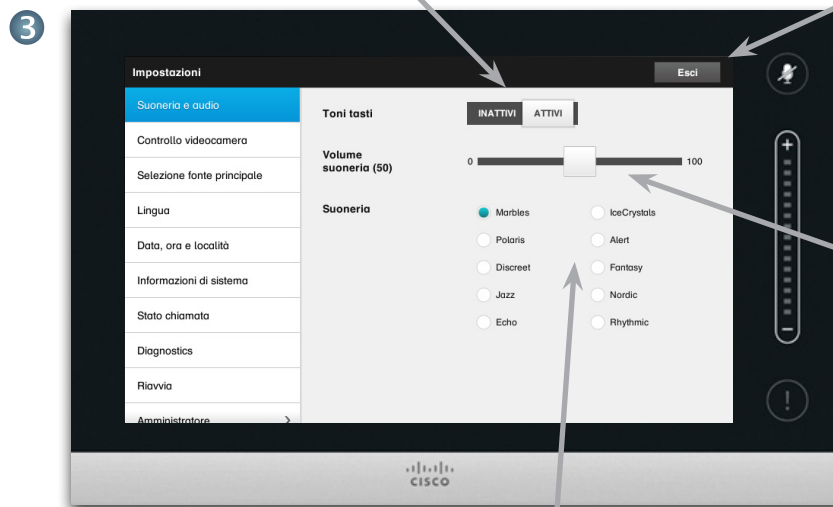 3
Impostazioni
Esci
Suoneria e audio
Controllo videocamera
Selezione fonte principale
Lingua
Data, ora e località
Informazioni di sistema
Stato chiamata
Diagnostics
Riavvia
Amministratore
Toni tasti
INATTIVI ATTIVI
Volume
suoneria (50)
0 100
Suoneria
Marbles IceCrystals
Polaris Alert
Discreet Fantasy
Jazz Nordic
Echo Rhythmic
+
−
!
CISCO